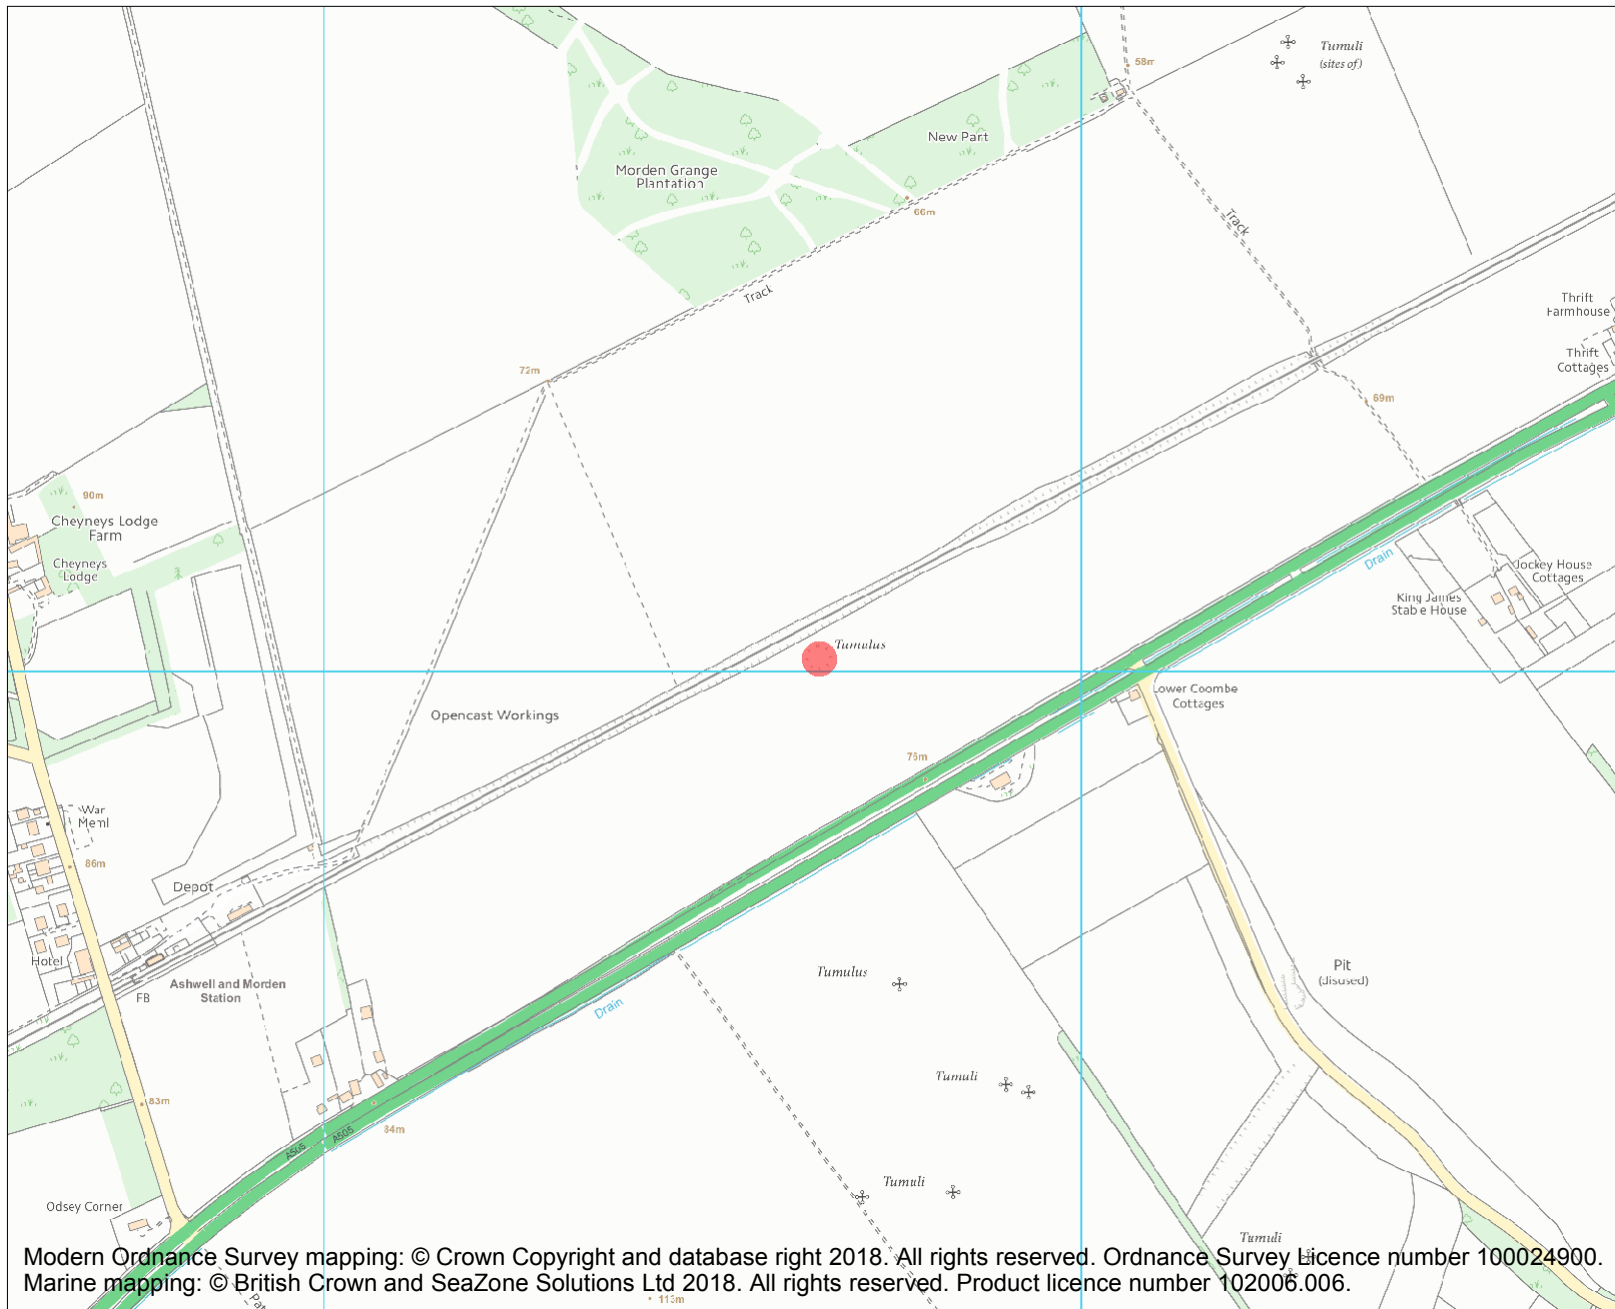 Tumuli
(sites of)
58m
New Part
Morden Grange
Plantation
66m
Track
Track
Thrift
Farmhouse
Thrift
Cottages
72m
69m
90m
Cheyneys Lodge
Farm
Cheyneys
Lodge
Drain
Jockey House
Cottages
King James
Stable House
Tumulus
Lower Coombe
Cottages
Opencast Workings
76m
War
Meml
86m
Depot
Hotel
FB
Ashwell and Morden
Station
Tumulus
Pit
(disused)
Drain
Tumuli
83m
84m
A505
A505
Tumuli
Odsey Corner
Tumuli
Modern Ordnance Survey mapping: © Crown Copyright and database right 2018. All rights reserved. Ordnance Survey Licence number 100024900.
Marine mapping: © British Crown and SeaZone Solutions Ltd 2018. All rights reserved. Product licence number 102006.006.
113m